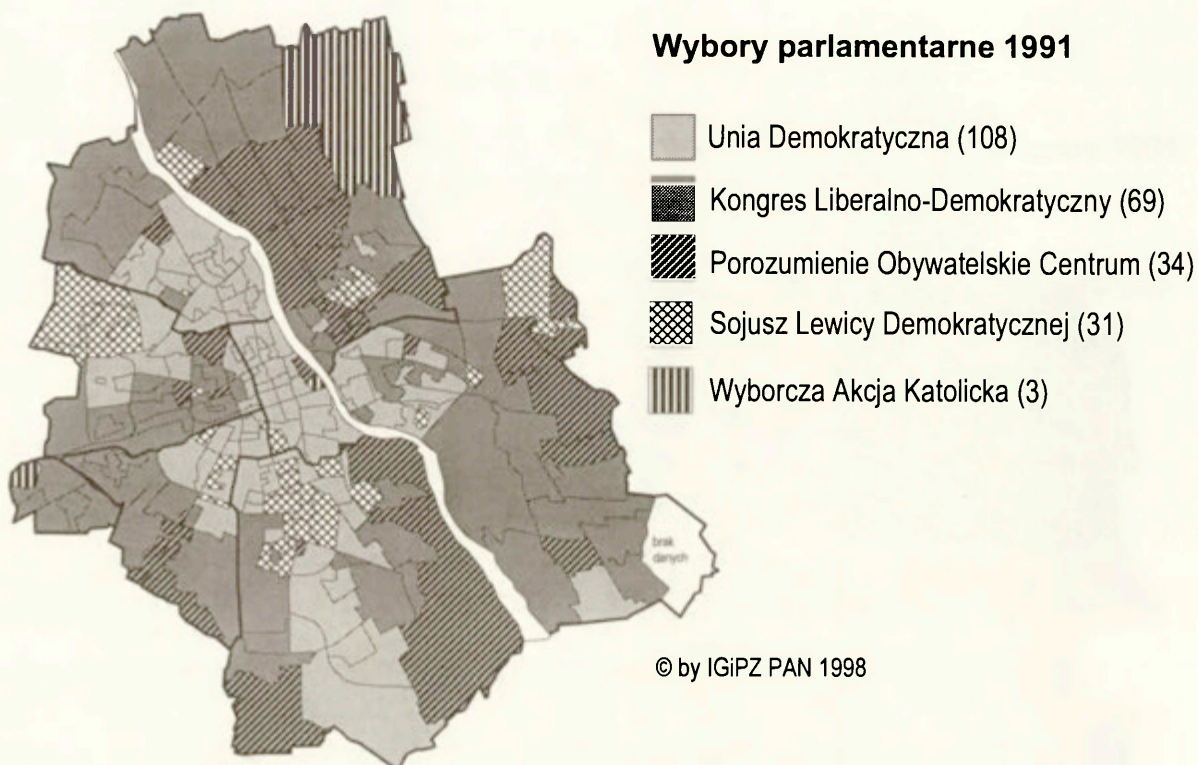 Wybory parlamentarne 1991
Unia Demokratyczna (108)
Kongres Liberalno-Demokratyczny (69)
Porozumienie Obywatelskie Centrum (34)
Sojusz Lewicy Demokratycznej (31)
Wyborcza Akcja Katolicka (3)
brak
danych
© by IGiPZ PAN 1998